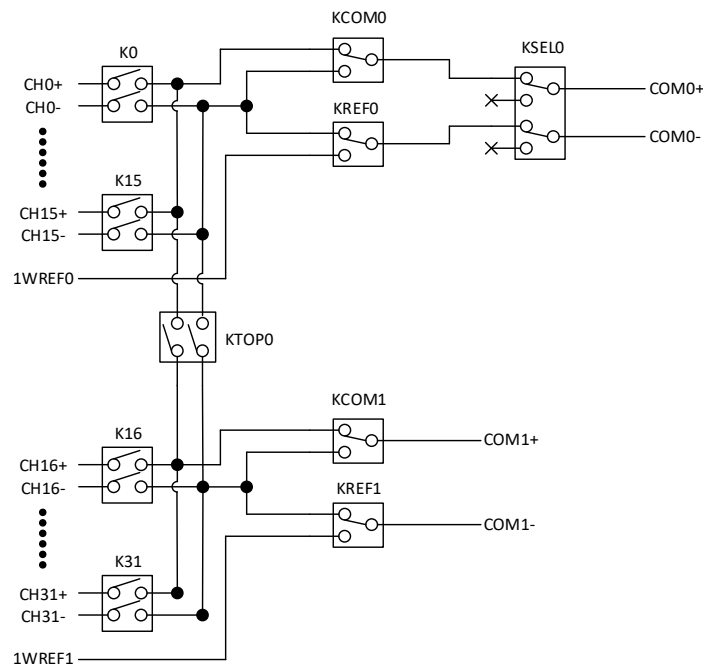 KCOM0
K0
KSEL0
CH0+
CH0-
COM0+
KREF0
COM0-
K15
CH15+
CH15-
1WREF0
KTOP0
KCOM1
K16
COM1+
CH16+
CH16-
KREF1
COM1-
K31
CH31+
CH31-
1WREF1